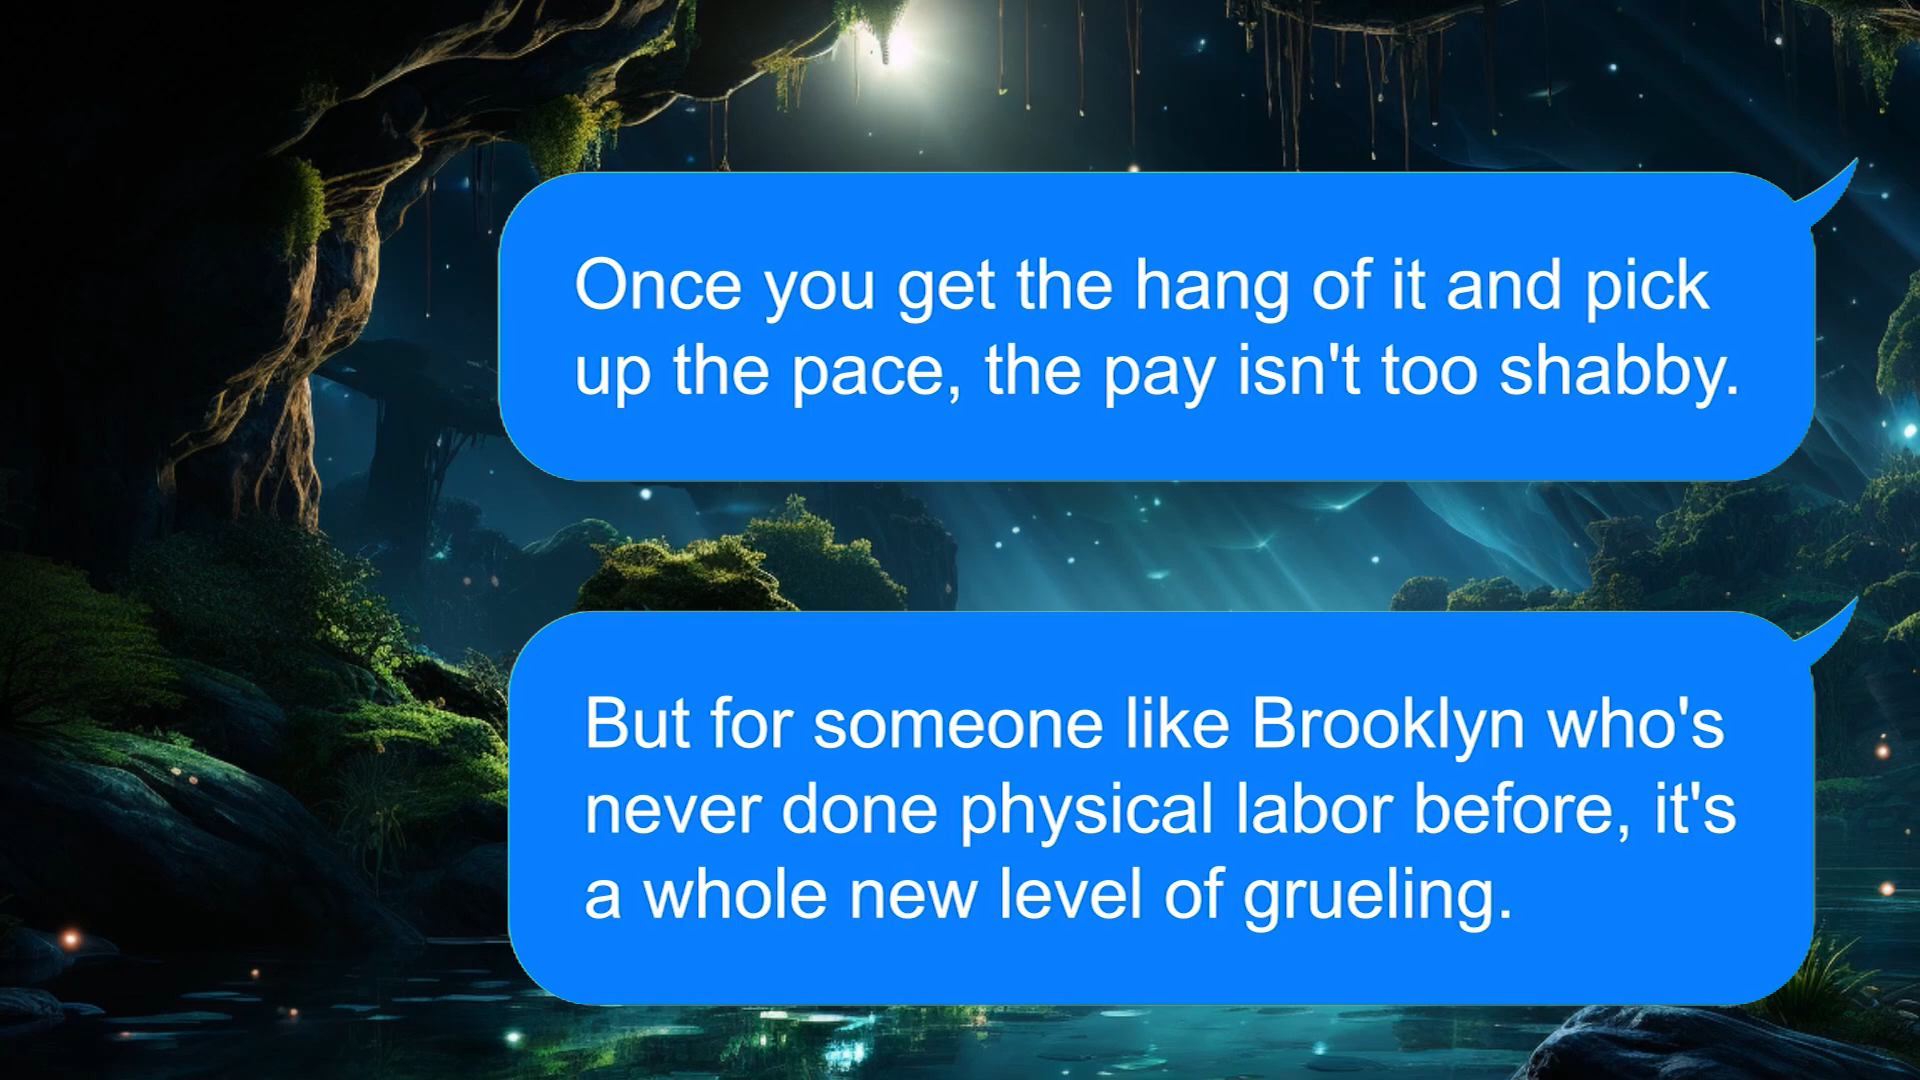 Once you get the hang of it and pick
up the pace, the pay isn't too shabby.
But for someone like Brooklyn who's
never done physical labor before, it's
a whole new level of grueling.